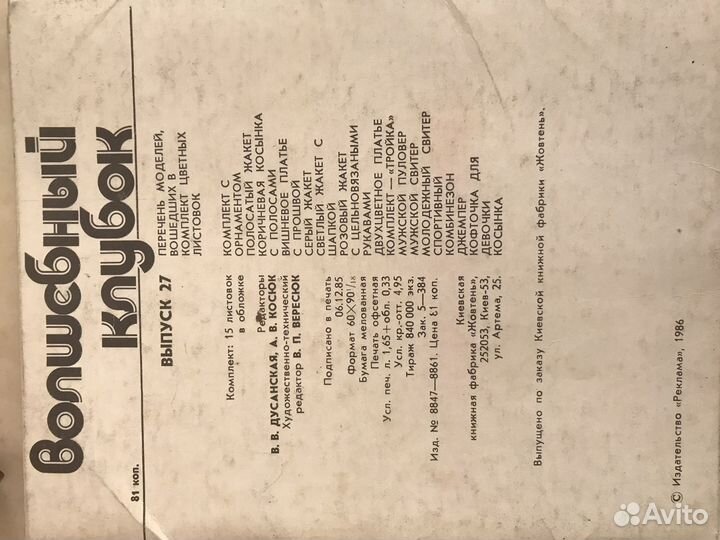 Волшебный
Клубок
81 коп.
ВЫПУСК 27
Комплект: 15 листовок
в обложке
Редакторы
В. В. ДУСАНСКАЯ, А. В. КОСЮК
Художественно-технический
редактор В. П. ВЕРЕСЮК
Подписано в печать
06.12.85
Формат 60×90/₁₈
Бумага мелованная
Печать офсетная
Усл. печ. л. 1,65+обл. 0,33
Усл. кр.-отт. 4,95
Тираж 840 000 экз.
Зак. 5—384
Изд. № 8847—8861. Цена 81 коп.
Киевская
книжная фабрика «Жовтень»,
252053, Киев-53,
ул. Артема, 25.
ПЕРЕЧЕНЬ МОДЕЛЕЙ,
ВОШЕДШИХ В
КОМПЛЕКТ ЦВЕТНЫХ
ЛИСТОВОК
КОМПЛЕКТ С
ОРНАМЕНТОМ
ПОЛОСАТЫЙ ЖАКЕТ
КОРИЧНЕВАЯ КОСЫНКА
С ПОЛОСАМИ
ВИШНЕВОЕ ПЛАТЬЕ
С ПРОШВОЙ
СЕРЫЙ ЖАКЕТ
СВЕТЛЫЙ ЖАКЕТ С
ШАПКОЙ
РОЗОВЫЙ ЖАКЕТ
С ЦЕЛЬНОВЯЗАНЫМИ
РУКАВАМИ
ДВУХЦВЕТНОЕ ПЛАТЬЕ
КОМПЛЕКТ — «ТРОЙКА»
МУЖСКОЙ ПУЛОВЕР
МУЖСКОЙ СВИТЕР
МОЛОДЕЖНЫЙ СВИТЕР
СПОРТИВНЫЙ
КОМБИНЕЗОН
ДЖЕМПЕР
КОФТОЧКА ДЛЯ
ДЕВОЧКИ
КОСЫНКА
Выпущено по заказу Киевской книжной фабрики «Жовтень».
© Издательство «Реклама», 1986
Avito